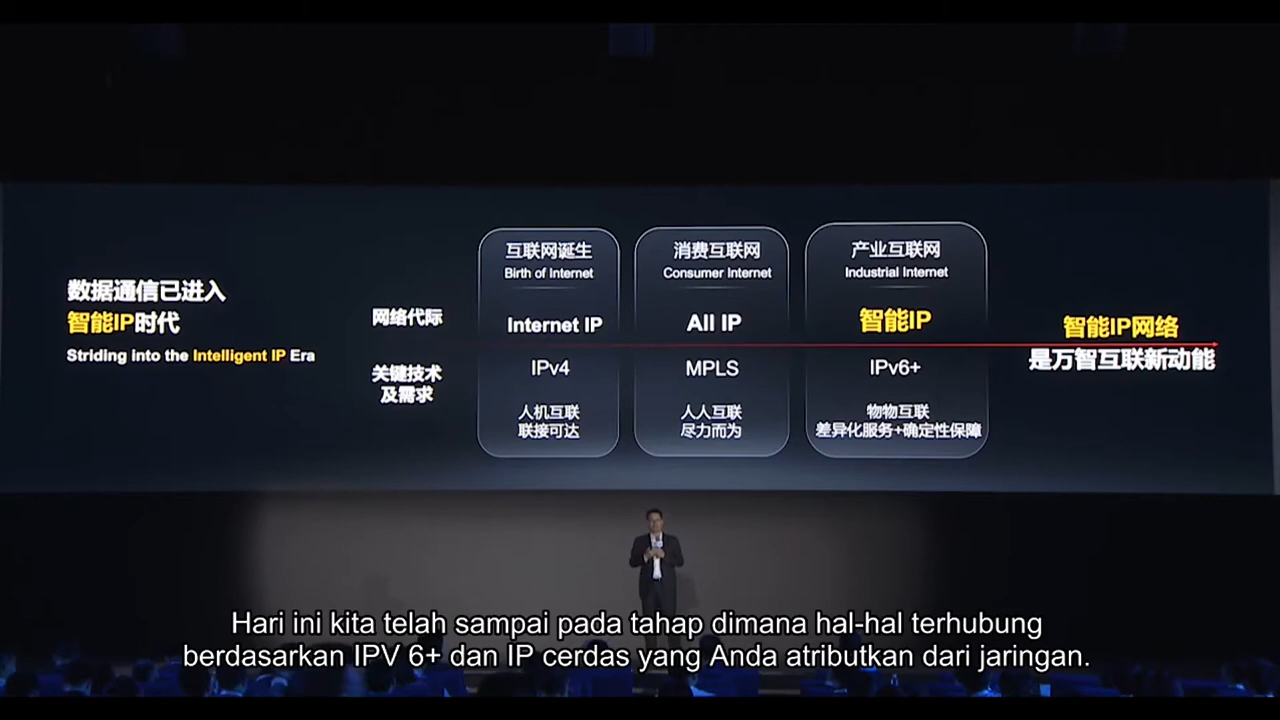 数据通信已进入
智能IP时代
Striding into the Intelligent IP Era
网络代际
关键技术
及需求
互联网诞生
Birth of Internet
Internet IP
IPv4
人机互联
联接可达
消费互联网
Consumer Internet
All IP
MPLS
人人互联
尽力而为
产业互联网
Industrial Internet
智能IP
IPv6+
物物互联
差异化服务+确定性保障
智能IP网络
是万智互联新动能
Hari ini kita telah sampai pada tahap dimana hal-hal terhubung
berdasarkan IPV 6+ dan IP cerdas yang Anda atributkan dari jaringan.